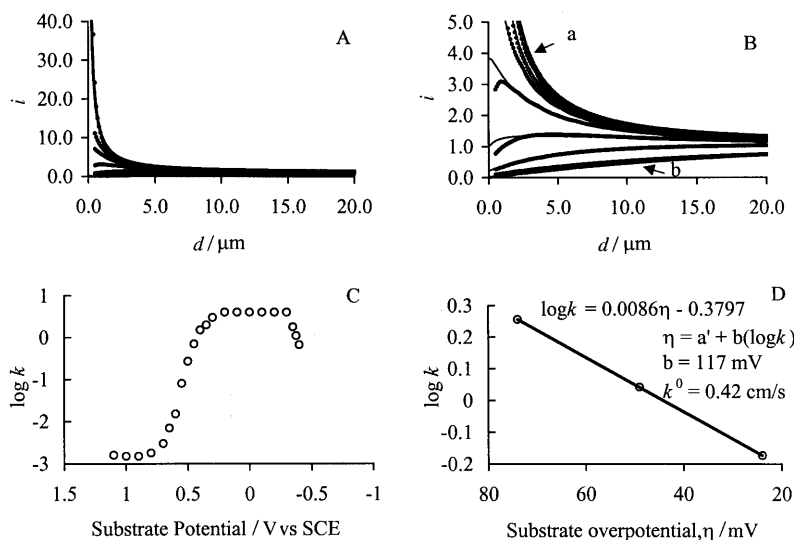 A
i
40.0
30.0
20.0
10.0
0.0
0.0 5.0 10.0 15.0 20.0
d / μm
B
a
b
i
5.0
4.0
3.0
2.0
1.0
0.0
0.0 5.0 10.0 15.0 20.0
d / μm
C
log k
1
0
-1
-2
-3
1.5 1 0.5 0 -0.5 -1
Substrate Potential / V vs SCE
D
logk = 0.0086η - 0.3797
η = a' + b(logk)
b = 117 mV
k⁰ = 0.42 cm/s
log k
0.3
0.2
0.1
0
-0.1
-0.2
80 60 40 20
Substrate overpotential,η / mV